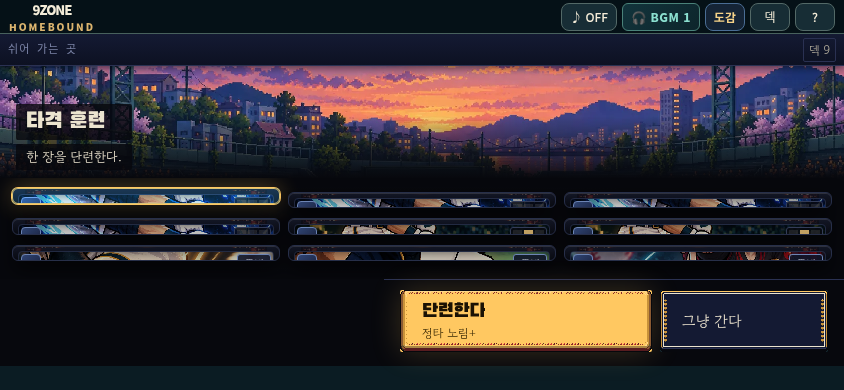 9ZONE
HOMEBOUND
♪ OFF
🎧 BGM 1
도감
덱
?
쉬어 가는 곳
덱 9
타격 훈련
한 장을 단련한다.
단련한다
정타 노림+
그냥 간다